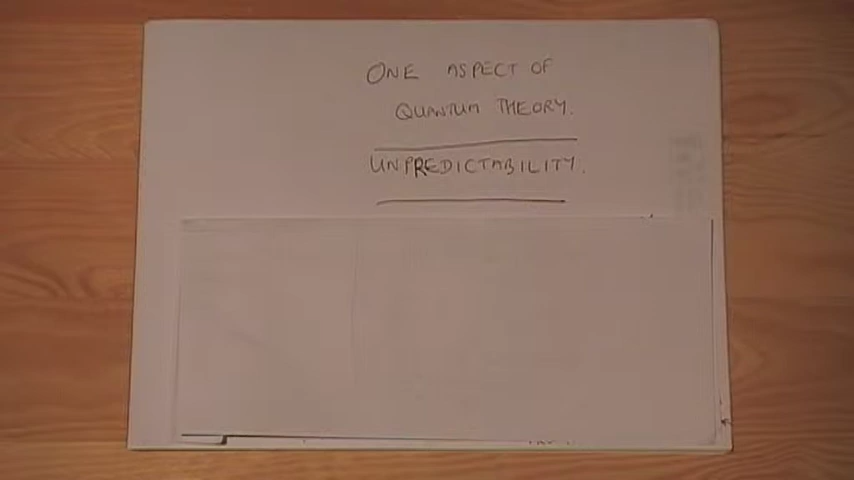 ONE ASPECT OF
QUANTUM THEORY.
UNPREDICTABILITY.